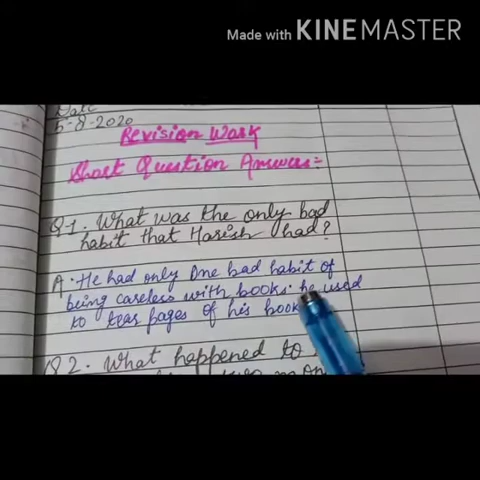 Made with KINEMASTER
Date
5-8-2020
Revision Work
Short Question Answers:-
Q1. What was the only bad
habit that Harish had?
A. He had only One bad habit of
being careless with books. he used
to tear pages of his book
Q2. What happened to